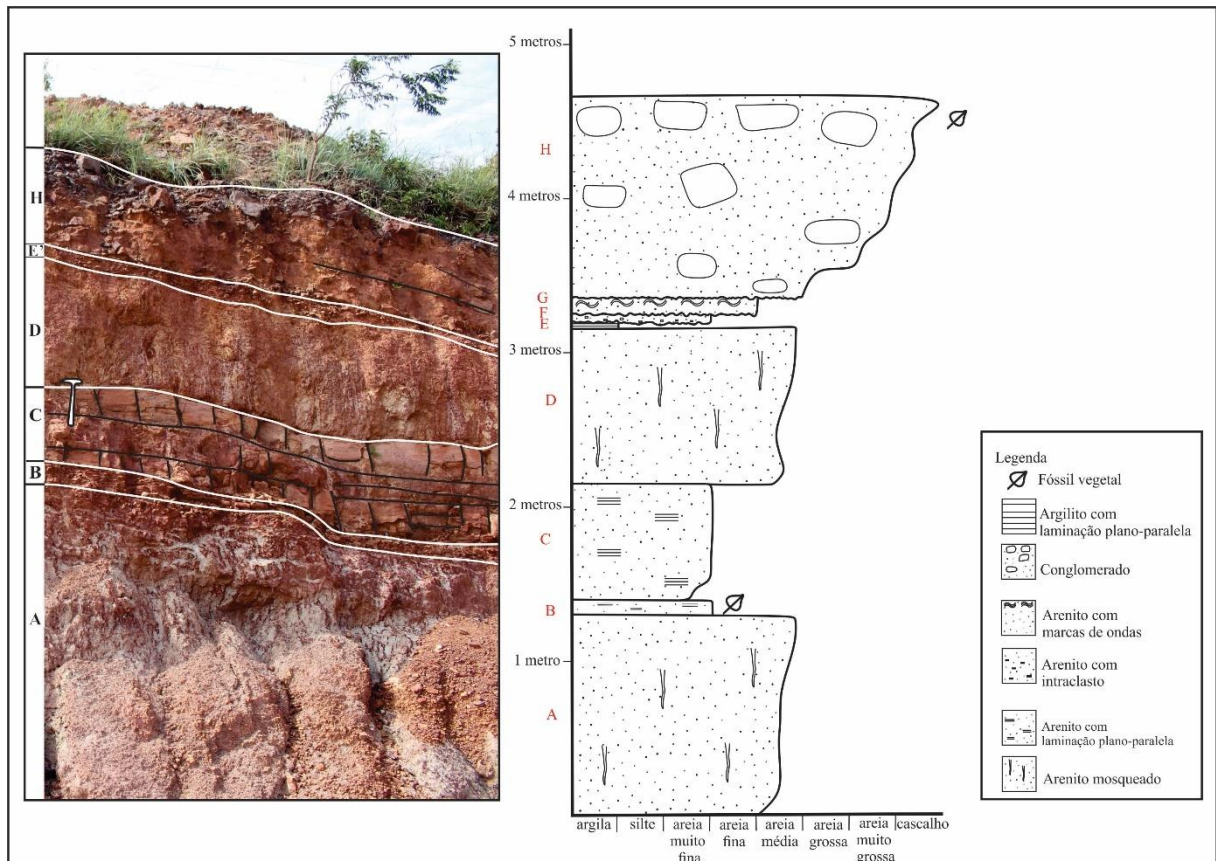 H
E'
D
C
B
A
5 metros
4 metros
3 metros
2 metros
1 metro
H
G
F
E
D
C
B
A
argila
silte
areia
muito
fina
areia
fina
areia
média
areia
grossa
areia
muito
grossa
cascalho
Legenda
Fóssil vegetal
Argilito com
laminação plano-paralela
Conglomerado
Arenito com
marcas de ondas
Arenito com
intraclasto
Arenito com
laminação plano-paralela
Arenito mosqueado